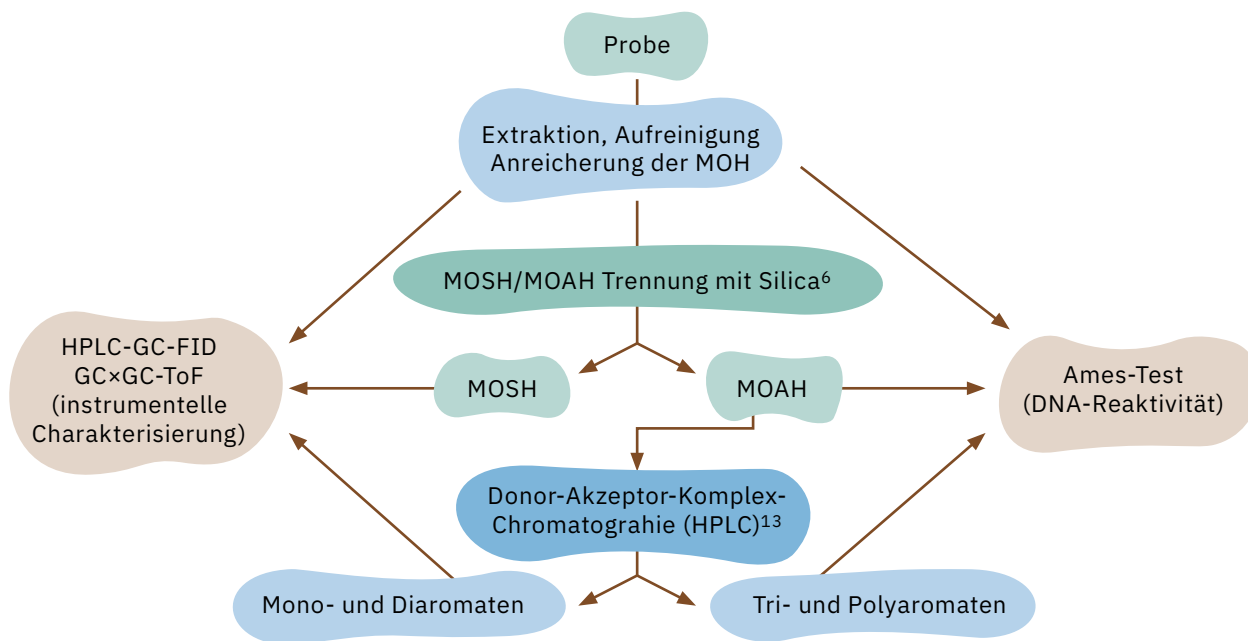 Probe
Extraktion, Aufreinigung
Anreicherung der MOH
MOSH/MOAH Trennung mit Silica⁶
HPLC-GC-FID
GC×GC-ToF
(instrumentelle
Charakterisierung)
MOSH
MOAH
Ames-Test
(DNA-Reaktivität)
Donor-Akzeptor-Komplex-
Chromatograhie (HPLC)¹³
Mono- und Diaromaten
Tri- und Polyaromaten